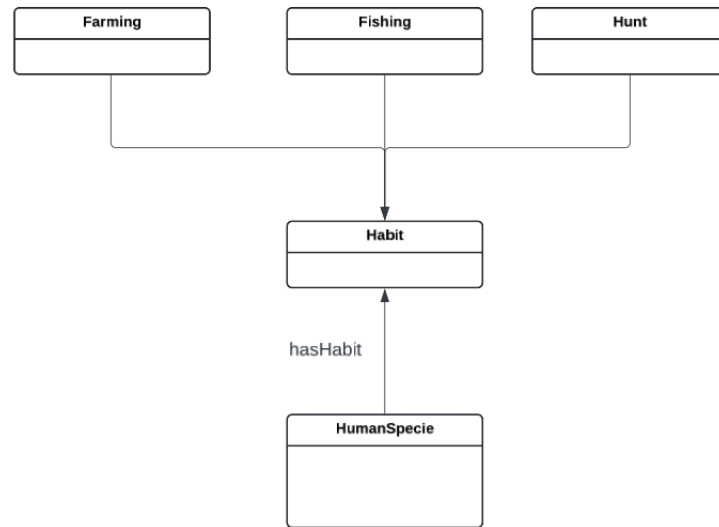 Farming
Fishing
Hunt
Habit
hasHabit
HumanSpecie